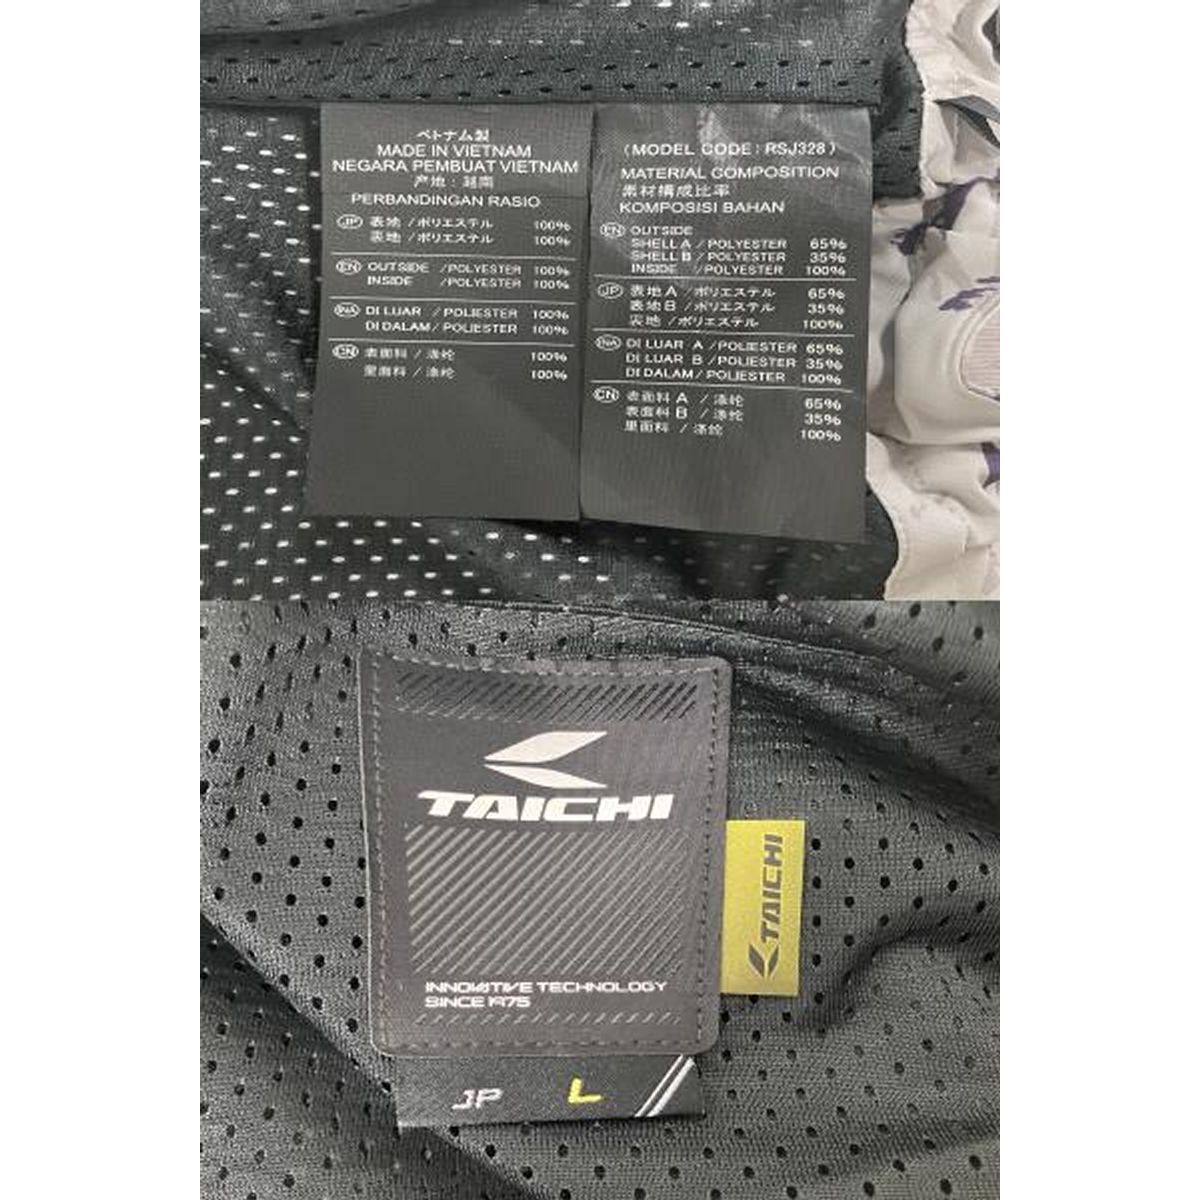 ベトナム製
MADE IN VIETNAM
NEGARA PEMBUAT VIETNAM
产地：越南
PERBANDINGAN RASIO
JP 表地 /ポリエステル 100%
裏地 /ポリエステル 100%
EN OUTSIDE /POLYESTER 100%
INSIDE /POLYESTER 100%
INA DI LUAR /POLIESTER 100%
DI DALAM/POLIESTER 100%
CN 表面料 /涤纶 100%
里面料 /涤纶 100%
(MODEL CODE : RSJ328)
MATERIAL COMPOSITION
素材構成比率
KOMPOSISI BAHAN
EN OUTSIDE
SHELL A /POLYESTER 65%
SHELL B /POLYESTER 35%
INSIDE /POLYESTER 100%
JP 表地A /ポリエステル 65%
表地B /ポリエステル 35%
裏地 /ポリエステル 100%
INA DI LUAR A /POLIESTER 65%
DI LUAR B /POLIESTER 35%
DI DALAM/POLIESTER 100%
CN 表面料 A /涤纶 65%
表面料 B /涤纶 35%
里面料 /涤纶 100%
TAICHI
INNOVATIVE TECHNOLOGY
SINCE 1975
TAICHI
JP L